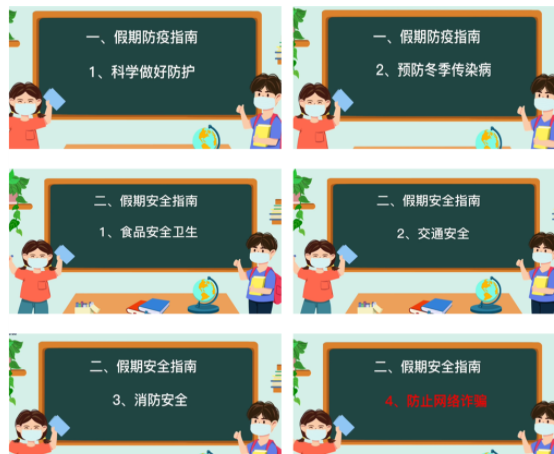 一、假期防疫指南
1、科学做好防护
一、假期防疫指南
2、预防冬季传染病
二、假期安全指南
1、食品安全卫生
二、假期安全指南
2、交通安全
二、假期安全指南
3、消防安全
二、假期安全指南
4、防止网络诈骗